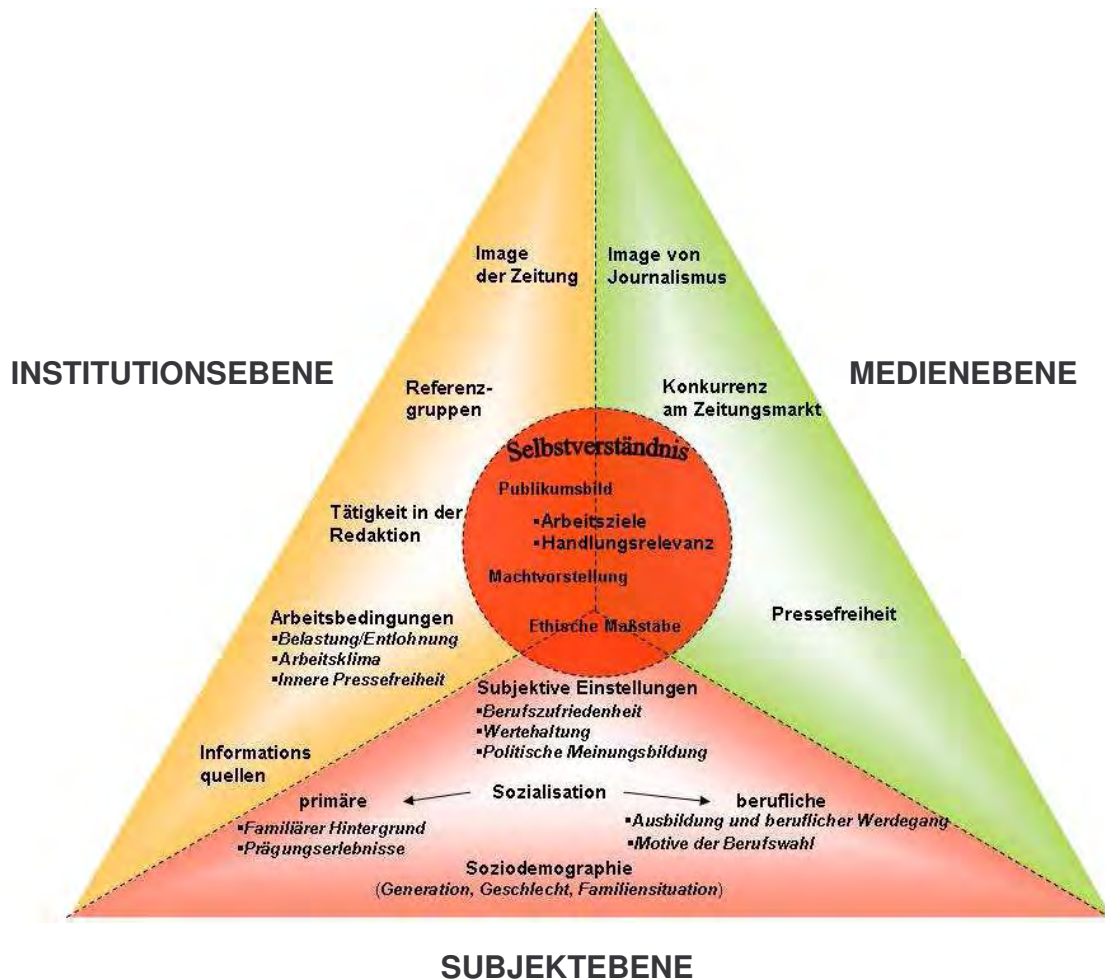 Image
der Zeitung
Image von
Journalismus
INSTITUTIONSEBENE
MEDIENEBENE
Referenz-
gruppen
Konkurrenz
am Zeitungsmarkt
Selbstverständnis
Publikumsbild
▪Arbeitsziele
▪Handlungsrelevanz
Machtvorstellung
Ethische Maßstäbe
Tätigkeit in der
Redaktion
Arbeitsbedingungen
▪Belastung/Entlohnung
▪Arbeitsklima
▪Innere Pressefreiheit
Pressefreiheit
Informations
quellen
Subjektive Einstellungen
▪Berufszufriedenheit
▪Wertehaltung
▪Politische Meinungsbildung
Sozialisation
primäre
▪Familiärer Hintergrund
▪Prägungserlebnisse
berufliche
▪Ausbildung und beruflicher Werdegang
▪Motive der Berufswahl
Soziodemographie
(Generation, Geschlecht, Familiensituation)
SUBJEKTEBENE